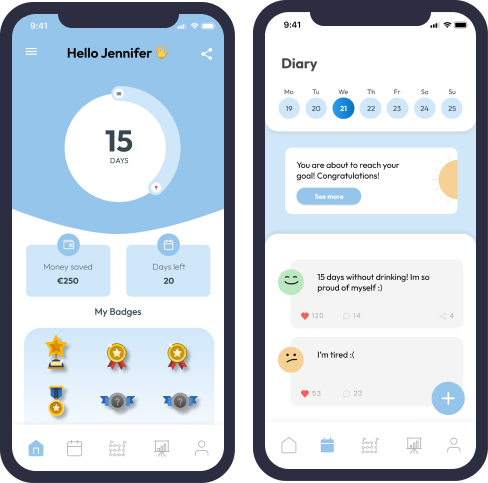 9:41
Hello Jennifer 👋
15
DAYS
Money saved
€250
Days left
20
My Badges
9:41
Diary
Mo Tu We Th Fr Sa Su
19 20 21 22 23 24 25
You are about to reach your
goal! Congratulations!
See more
15 days without drinking! Im so
proud of myself :)
120 14 4
I'm tired :(
53 23